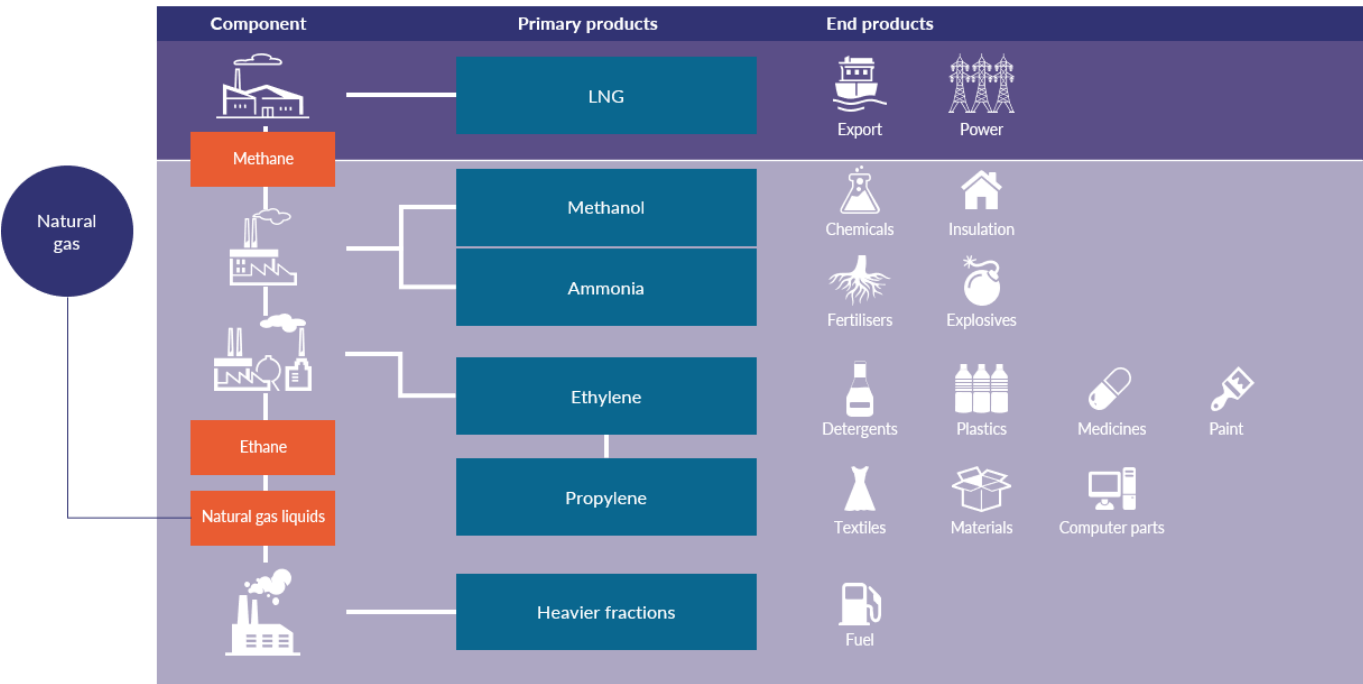 Component Primary products End products
LNG
Export Power
Methane
Natural
gas
Methanol
Chemicals Insulation
Ammonia
Fertilisers Explosives
Ethylene
Detergents Plastics Medicines Paint
Ethane
Propylene
Natural gas liquids
Textiles Materials Computer parts
Heavier fractions
Fuel